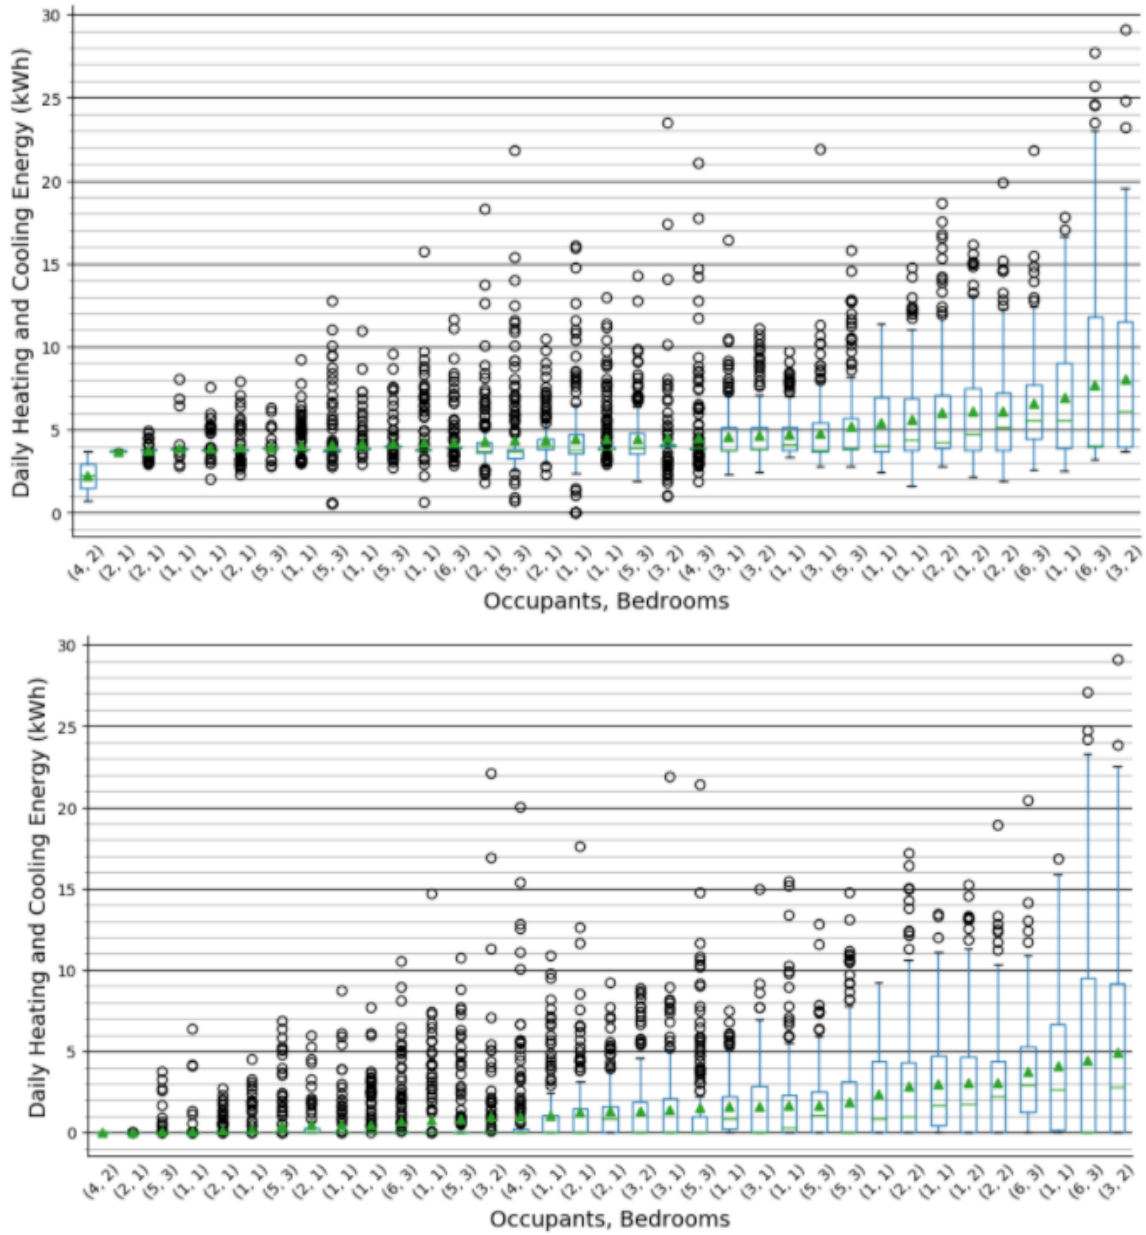 Daily Heating and Cooling Energy (kWh)
30
25
20
15
10
5
0
(4, 2) (2, 1) (2, 1) (1, 1) (1, 1) (2, 1) (5, 3) (1, 1) (5, 3) (1, 1) (5, 3) (1, 1) (6, 3) (2, 1) (5, 3) (2, 1) (1, 1) (1, 1) (5, 3) (3, 2) (4, 3) (3, 1) (3, 2) (1, 1) (3, 1) (5, 3) (1, 1) (1, 1) (2, 2) (1, 2) (2, 2) (6, 3) (1, 1) (6, 3) (3, 2)
Occupants, Bedrooms
Daily Heating and Cooling Energy (kWh)
30
25
20
15
10
5
0
(4, 2) (2, 1) (5, 3) (1, 1) (1, 1) (2, 1) (5, 3) (2, 1) (1, 1) (1, 1) (6, 3) (1, 1) (5, 3) (3, 2) (4, 3) (1, 1) (2, 1) (2, 1) (3, 2) (3, 1) (5, 3) (1, 1) (3, 1) (1, 1) (5, 3) (5, 3) (1, 1) (2, 2) (1, 1) (1, 2) (2, 2) (6, 3) (1, 1) (6, 3) (3, 2)
Occupants, Bedrooms